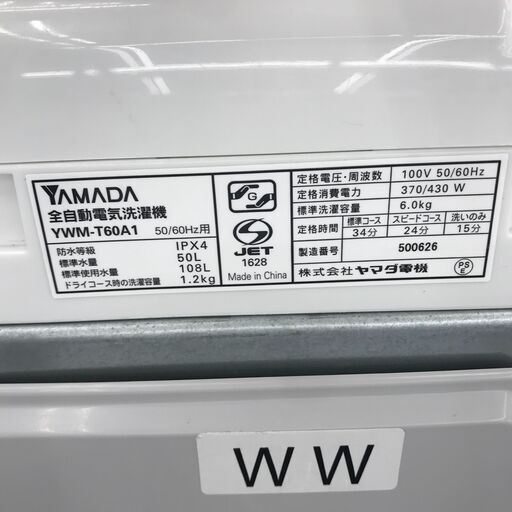 YAMADA
全自動電気洗濯機
YWM-T60A1 50/60Hz用
防水等級 IPX4
標準水量 50L
標準使用水量 108L
ドライコース時の洗濯容量 1.2kg
G
JET
1628
Made in China
定格電圧・周波数 100V 50/60Hz
定格消費電力 370/430 W
標準洗濯容量 6.0kg
定格時間 標準コース スピードコース 洗いのみ
34分 24分 15分
製造番号 500626
株式会社ヤマダ電機 PS E
WW